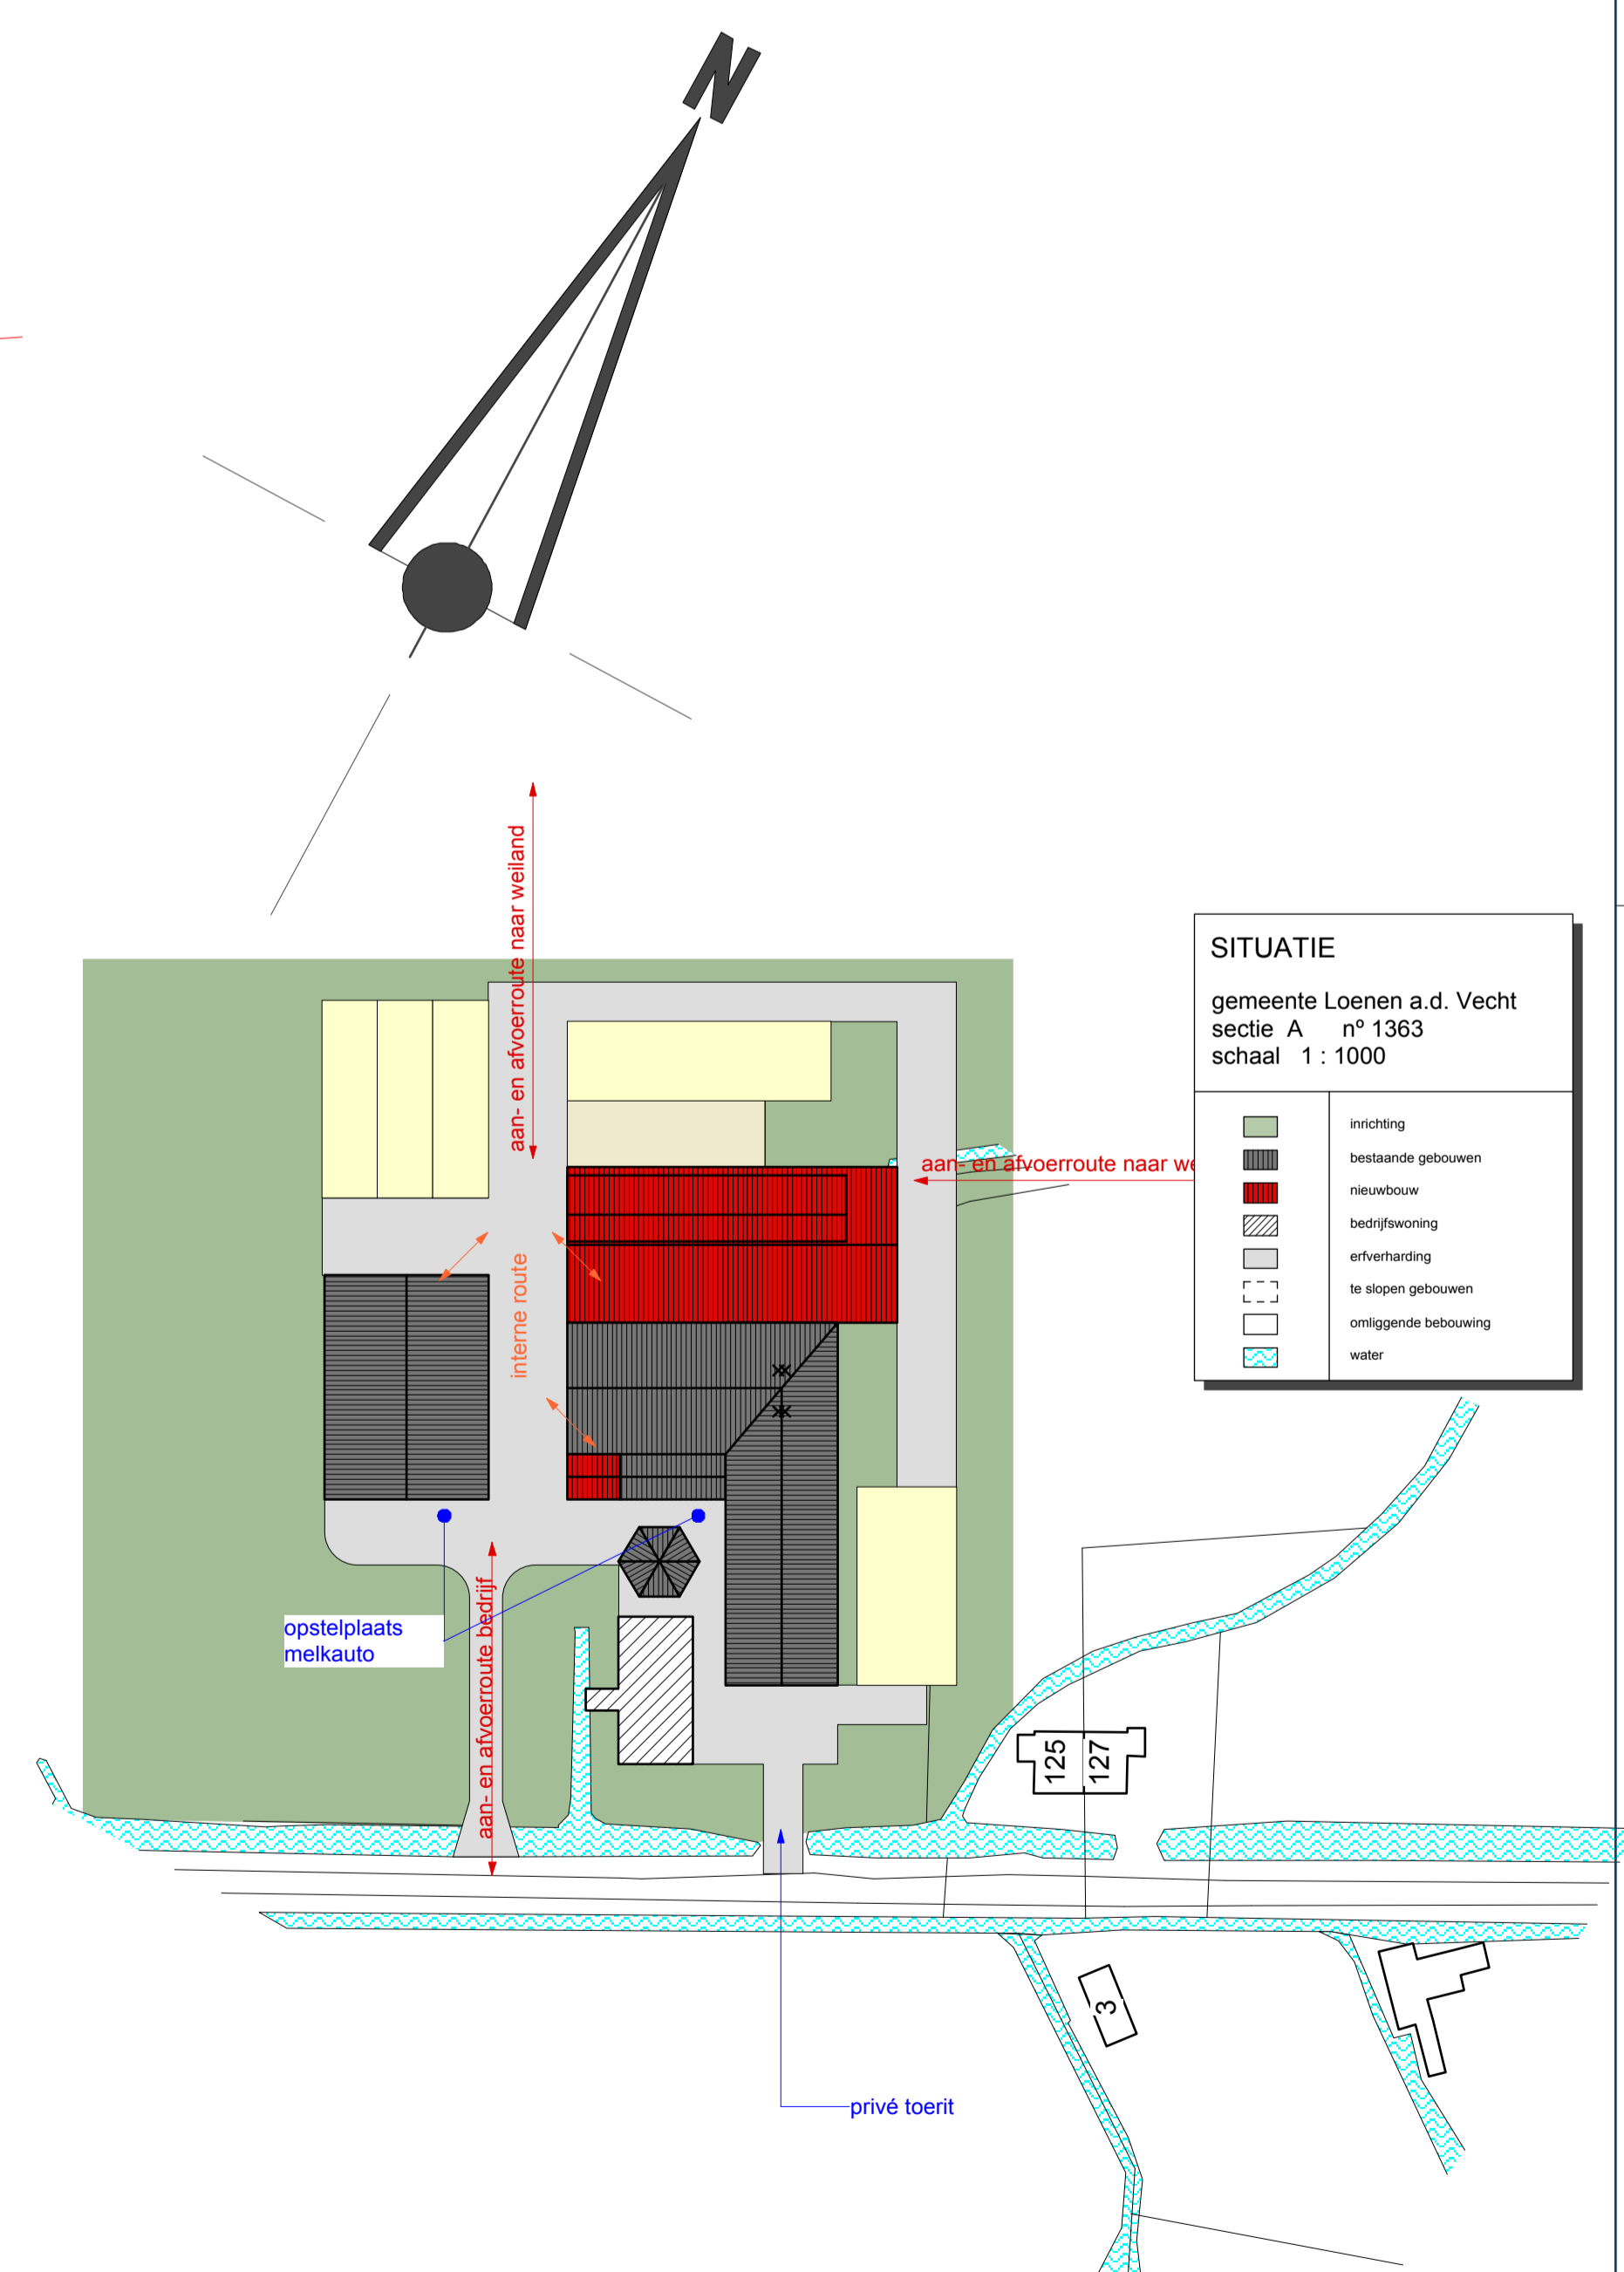 N
aan- en afvoerroute naar weiland
SITUATIE
gemeente Loenen a.d. Vecht
sectie A nº 1363
schaal 1 : 1000
inrichting
bestaande gebouwen
nieuwbouw
bedrijfswoning
erfverharding
te slopen gebouwen
omliggende bebouwing
water
aan- en afvoerroute naar we
interne route
opstelplaats
melkauto
aan- en afvoerroute bedrijf
125
127
3
privé toerit